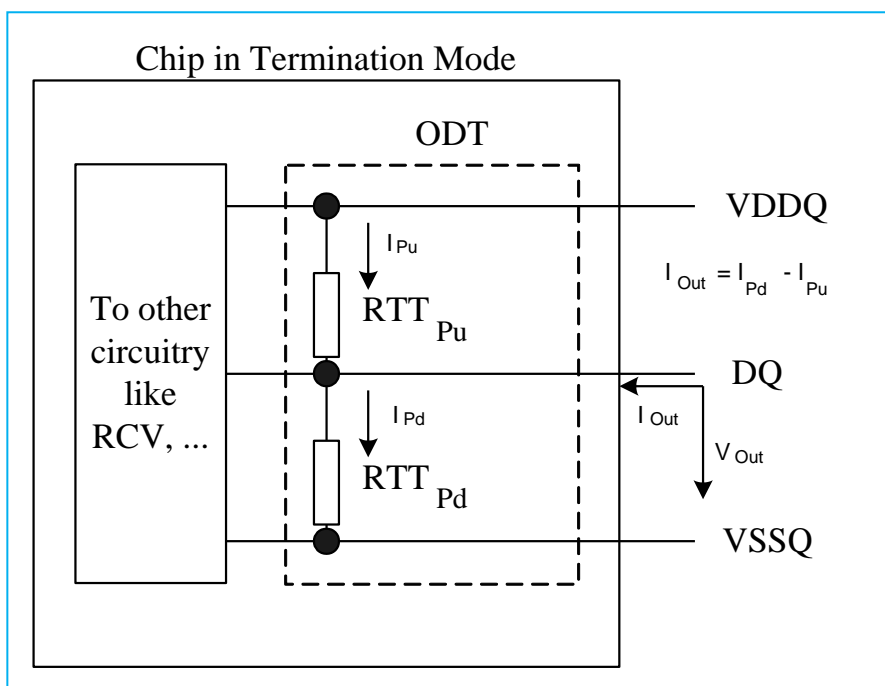 Chip in Termination Mode
ODT
VDDQ
I Pu
I Out = I Pd - I Pu
To other
circuitry
like
RCV, ...
RTT Pu
DQ
I Out
I Pd
V Out
RTT Pd
VSSQ